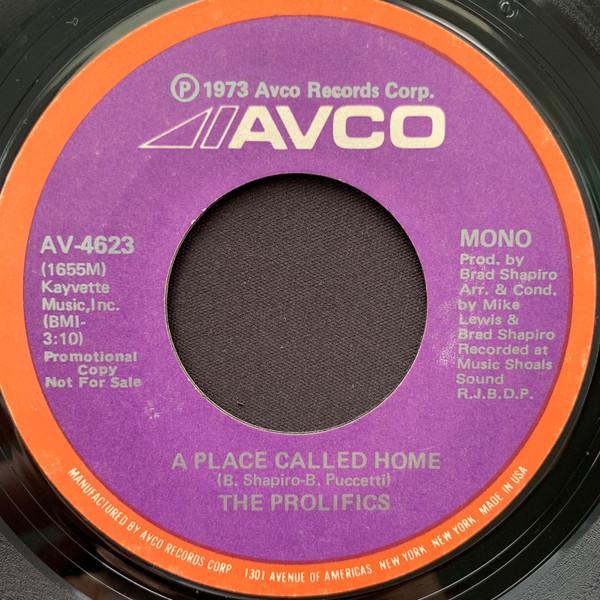 Ⓟ 1973 Avco Records Corp.
AVCO
AV-4623
(1655M)
Kayvette
Music,Inc.
(BMI-
3:10)
Promotional
Copy
Not For Sale
MONO
Prod. by
Brad Shapiro
Arr. & Cond.
by Mike
Lewis &
Brad Shapiro
Recorded at
Music Shoals
Sound
R.J.B.D.P.
A PLACE CALLED HOME
(B. Shapiro-B. Puccetti)
THE PROLIFICS
MANUFACTURED BY AVCO RECORDS CORP. 1301 AVENUE OF AMERICAS, NEW YORK, NEW YORK, MADE IN USA